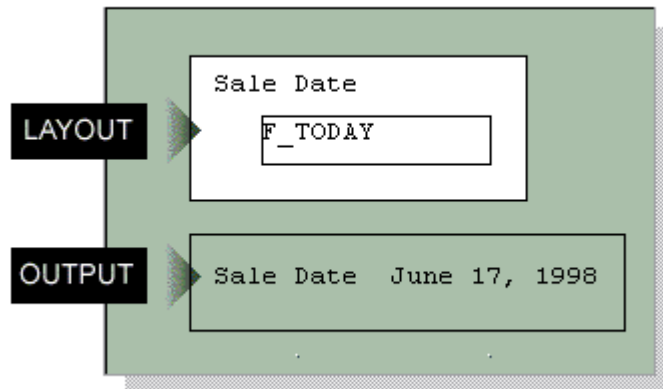 Sale Date
LAYOUT
F_TODAY
OUTPUT
Sale Date June 17, 1998